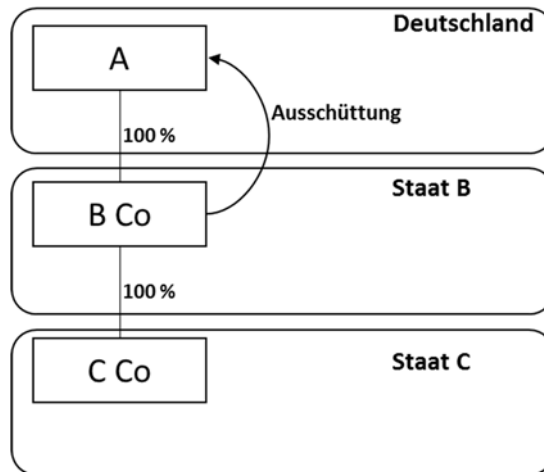 Deutschland
A
Ausschüttung
100 %
Staat B
B Co
100 %
Staat C
C Co